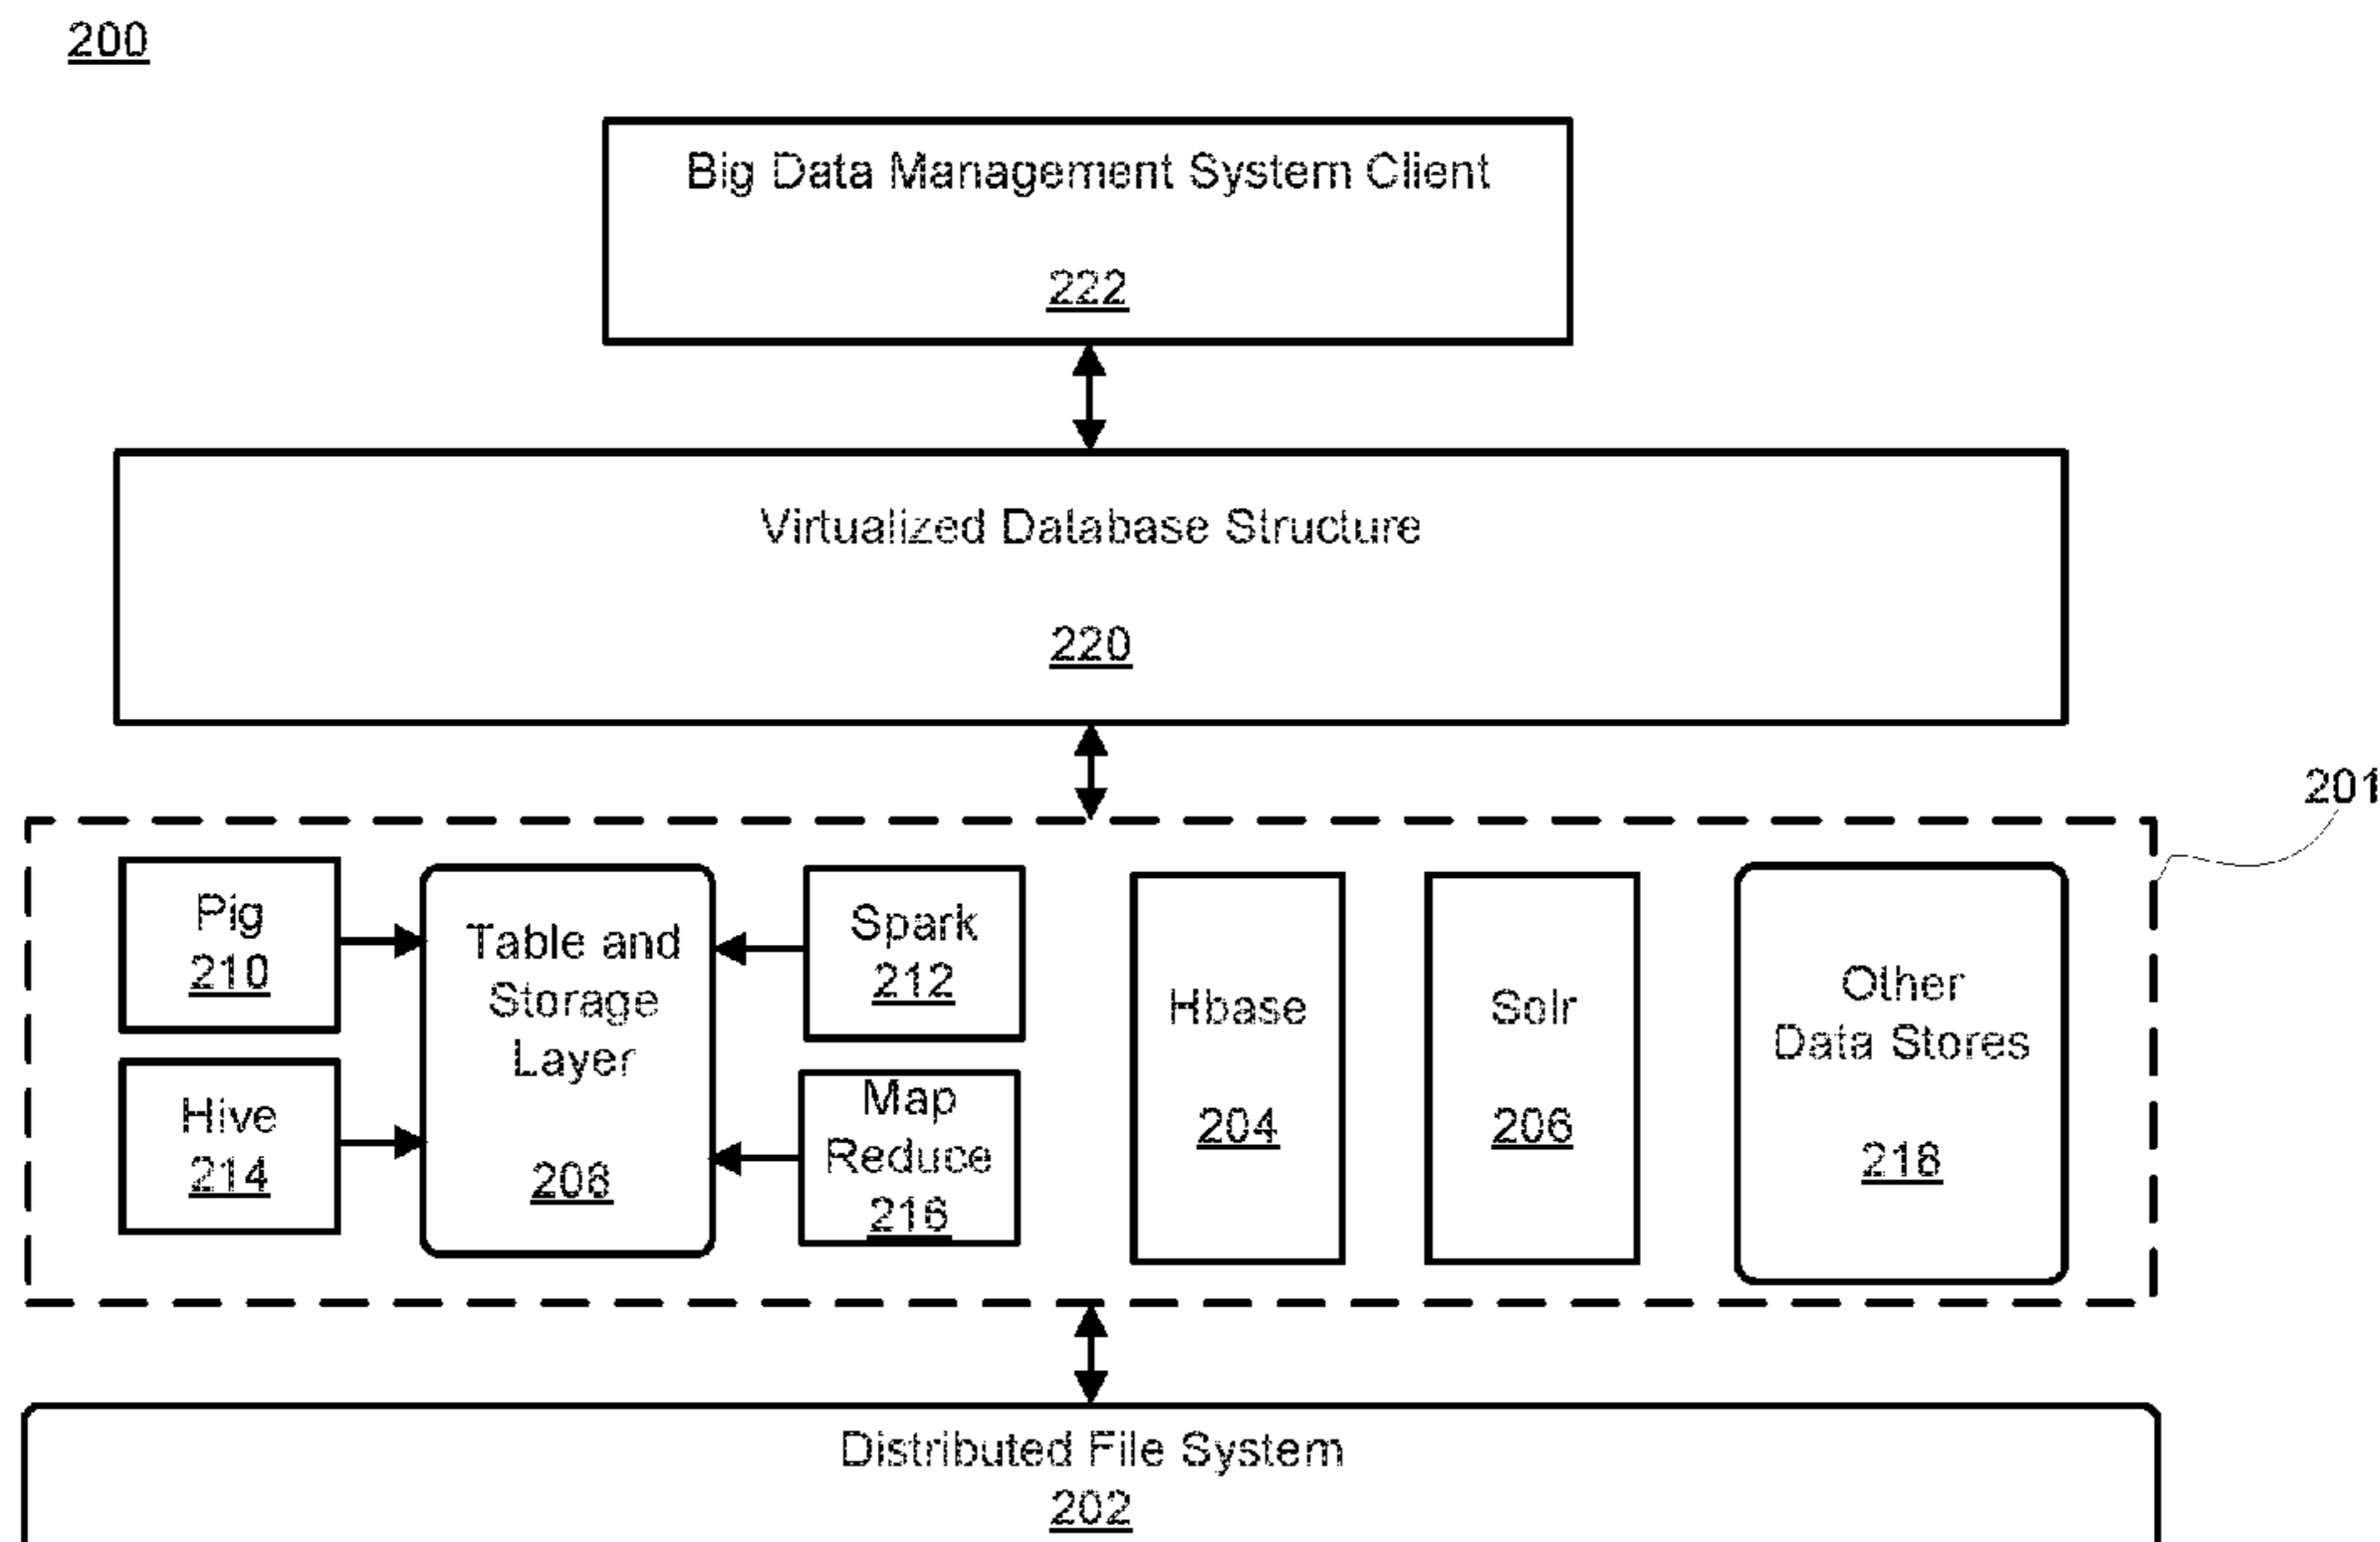 200
Big Data Management System Client
222
Virtualized Database Structure
220
201
Pig
210
Hive
214
Table and
Storage
Layer
208
Spark
212
Map
Reduce
216
Hbase
204
Solr
206
Other
Data Stores
218
Distributed File System
202